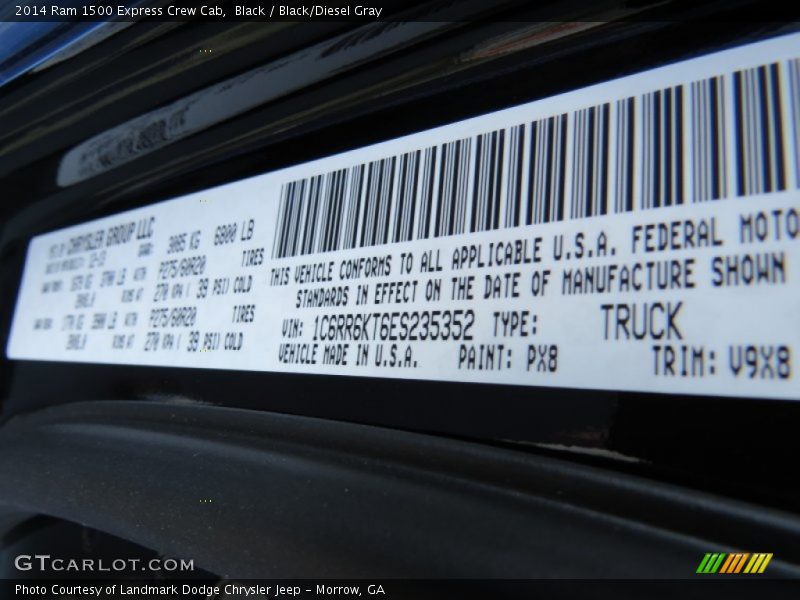 2014 Ram 1500 Express Crew Cab, Black / Black/Diesel Gray
CHRYSLER GROUP LLC
3085 KG 6800 LB
P275/60R20 TIRES
270 KPA ( 39 PSI) COLD
P275/60R20 TIRES
270 KPA ( 39 PSI) COLD
THIS VEHICLE CONFORMS TO ALL APPLICABLE U.S.A. FEDERAL MOTO
STANDARDS IN EFFECT ON THE DATE OF MANUFACTURE SHOWN
VIN: 1C6RR6KT6ES235352 TYPE: TRUCK
VEHICLE MADE IN U.S.A. PAINT: PX8 TRIM: V9X8
GTCARLOT.COM
Photo Courtesy of Landmark Dodge Chrysler Jeep - Morrow, GA